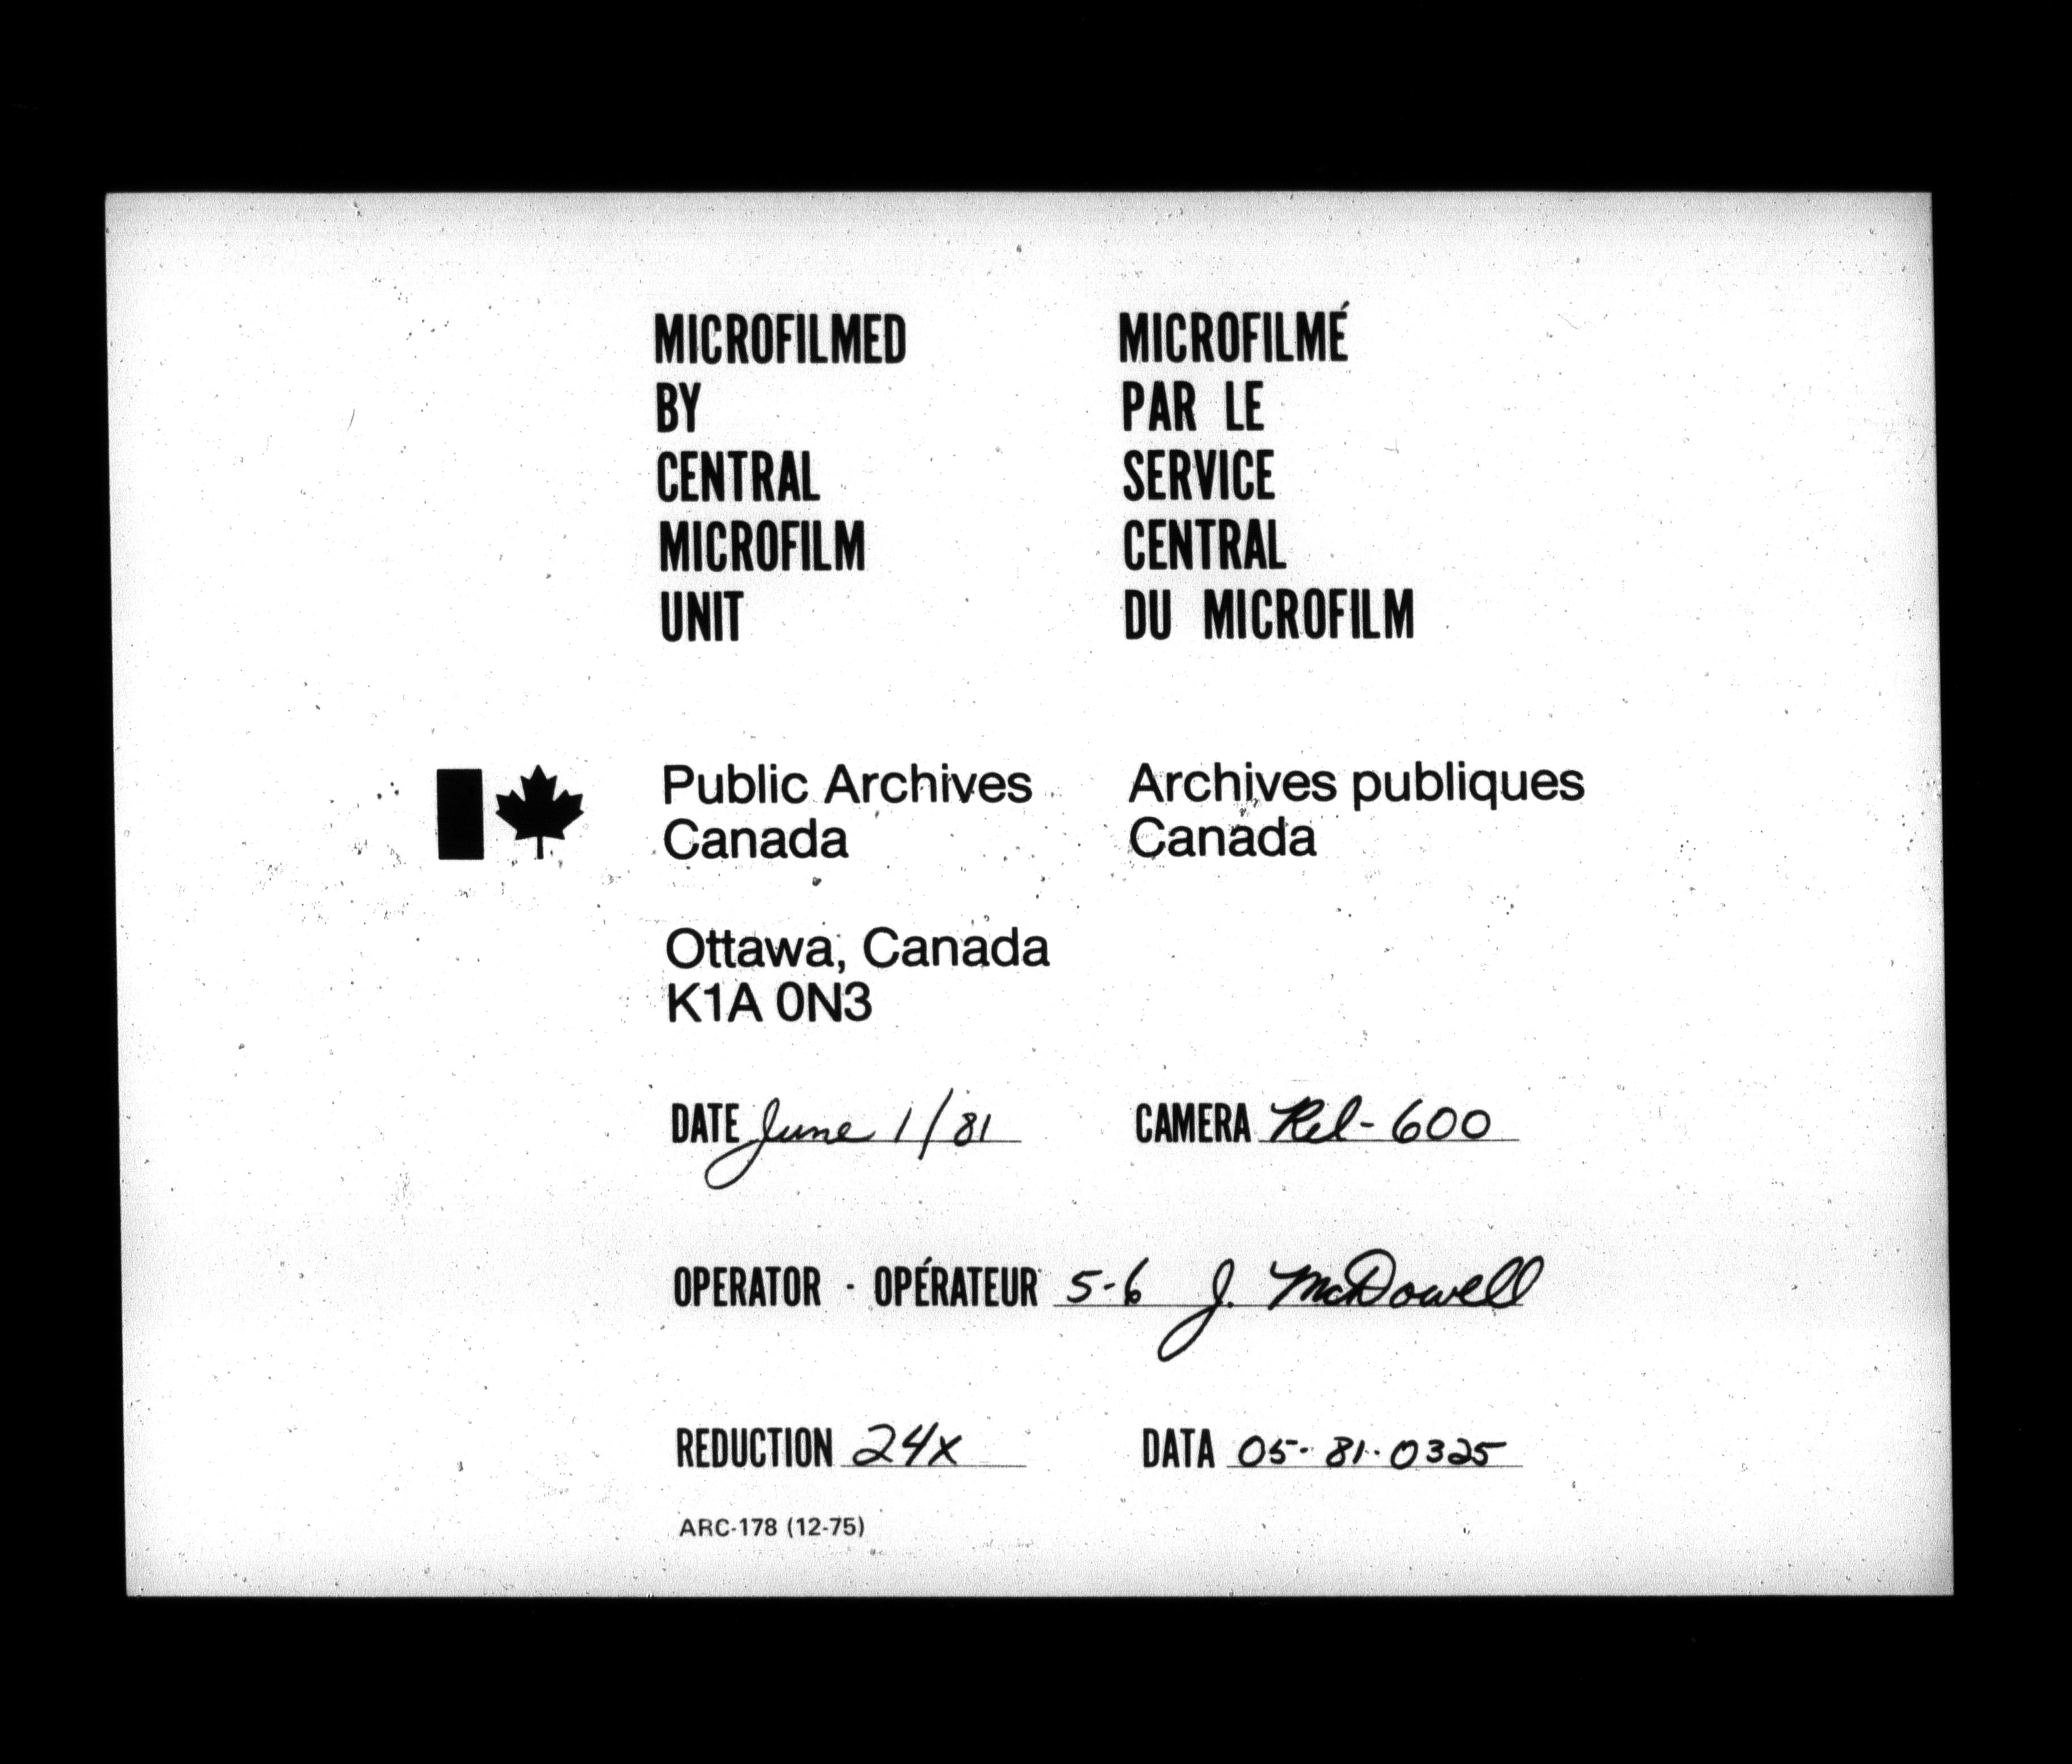 MICROFILMED
BY
CENTRAL
MICROFILM
UNIT
MICROFILMÉ
PAR LE
SERVICE
CENTRAL
DU MICROFILM
Public Archives
Canada
Archives publiques
Canada
Ottawa, Canada
K1A 0N3
DATE June 1/81
CAMERA Rel-600
OPERATOR - OPÉRATEUR 5-6 J. McDowell
REDUCTION 24x
DATA 05-81-0325
ARC-178 (12-75)